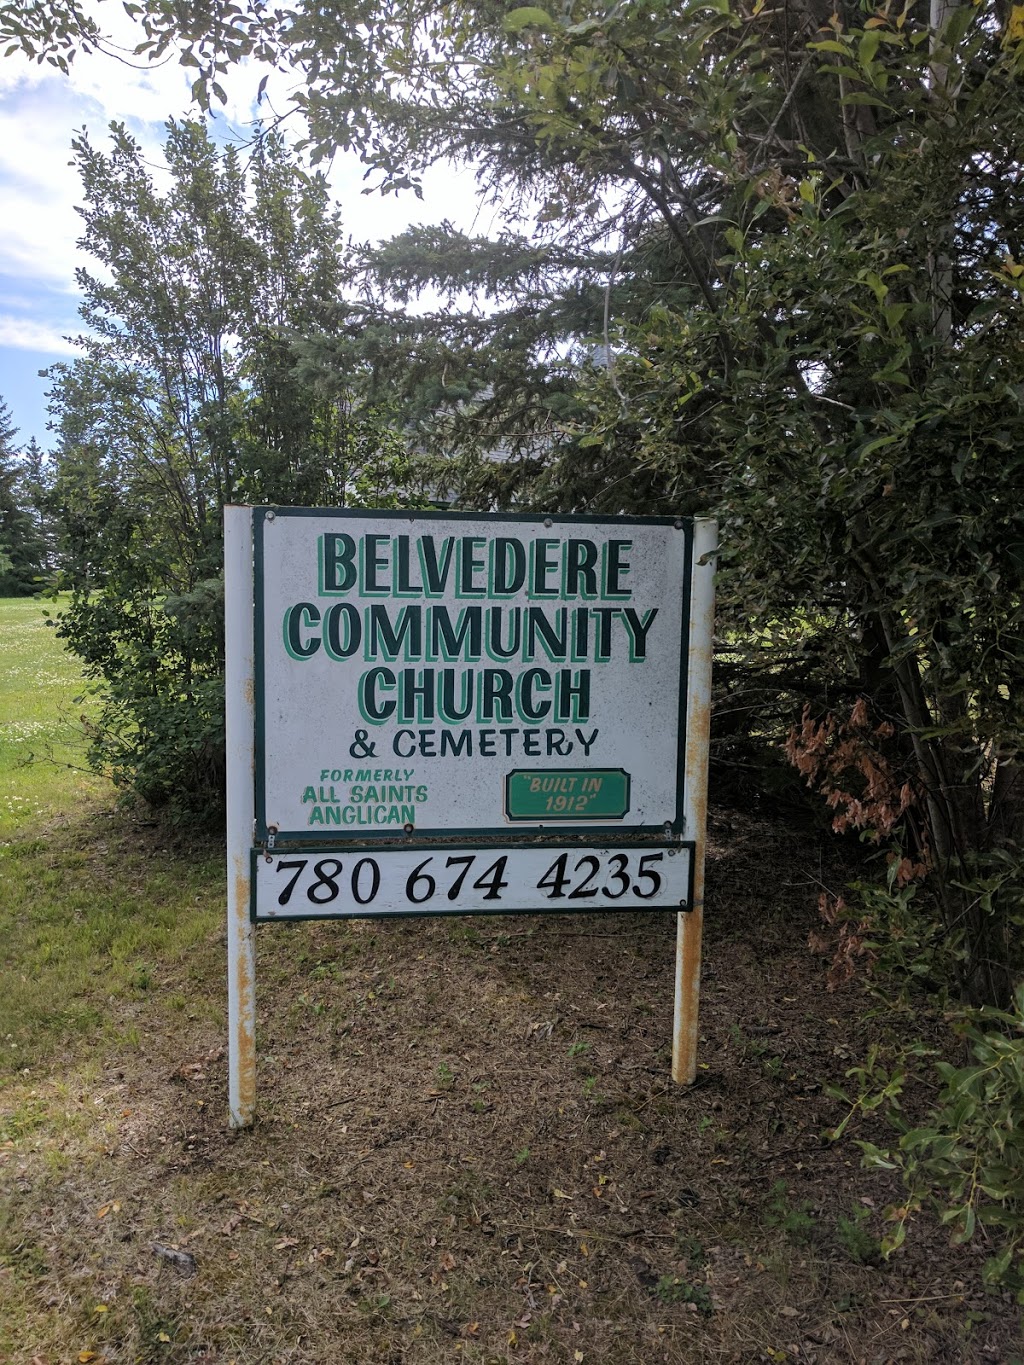 BELVEDERE
COMMUNITY
CHURCH
& CEMETERY
FORMERLY
ALL SAINTS
ANGLICAN
"BUILT IN
1912"
780 674 4235